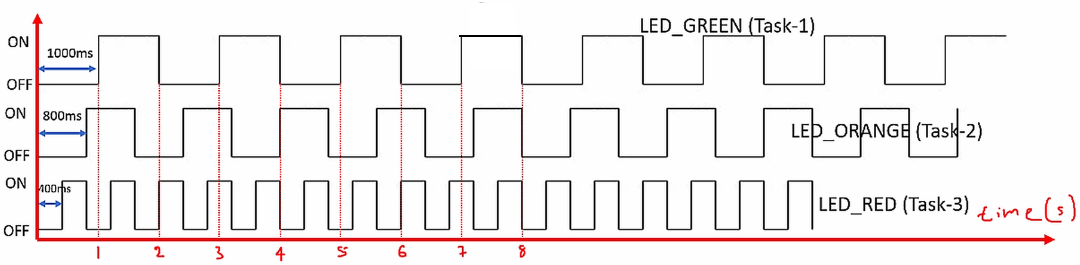 LED_GREEN (Task-1)
ON
1000ms
OFF
ON
800ms
LED_ORANGE (Task-2)
OFF
ON
400ms
LED_RED (Task-3)
time(s)
OFF
1 2 3 4 5 6 7 8